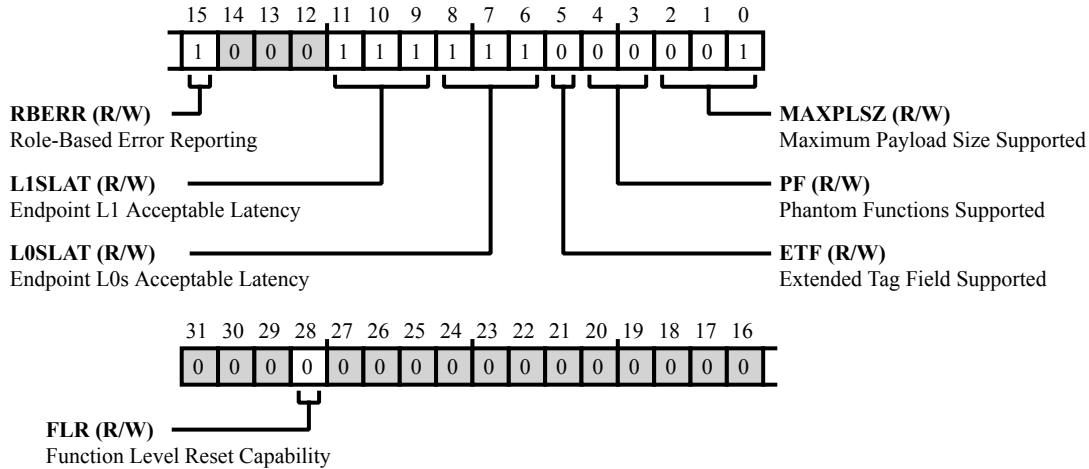 15 14 13 12 11 10 9 8 7 6 5 4 3 2 1 0
1 0 0 0 1 1 1 1 1 1 0 0 0 0 0 1
RBERR (R/W)
Role-Based Error Reporting
MAXPLSZ (R/W)
Maximum Payload Size Supported
L1SLAT (R/W)
Endpoint L1 Acceptable Latency
PF (R/W)
Phantom Functions Supported
L0SLAT (R/W)
Endpoint L0s Acceptable Latency
ETF (R/W)
Extended Tag Field Supported
31 30 29 28 27 26 25 24 23 22 21 20 19 18 17 16
0 0 0 0 0 0 0 0 0 0 0 0 0 0 0 0
FLR (R/W)
Function Level Reset Capability